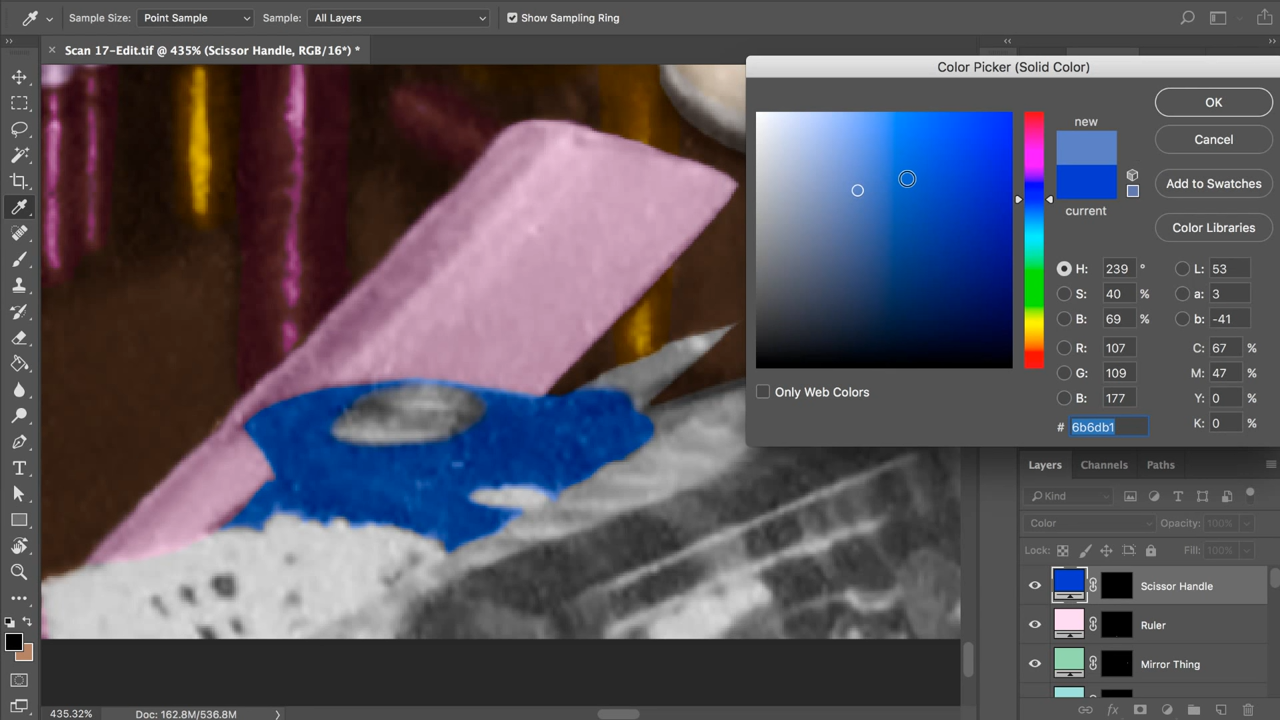 Sample Size: Point Sample Sample: All Layers Show Sampling Ring
Scan 17-Edit.tif @ 435% (Scissor Handle, RGB/16*) *
Color Picker (Solid Color)
new
current
OK
Cancel
Add to Swatches
Color Libraries
H: 239 ° L: 53
S: 40 % a: 3
B: 69 % b: -41
R: 107 C: 67 %
G: 109 M: 47 %
B: 177 Y: 0 %
# 6b6db1 K: 0 %
Only Web Colors
Layers Channels Paths
Kind
Color Opacity: 100%
Lock: Fill: 100%
Scissor Handle
Ruler
Mirror Thing
435.32% Doc: 162.8M/536.8M